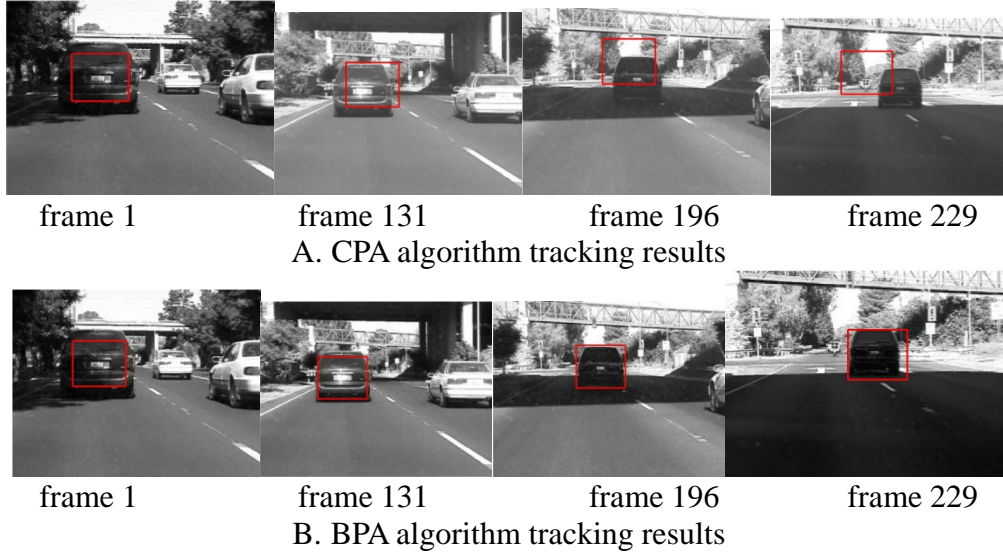 frame 1 frame 131 frame 196 frame 229
A. CPA algorithm tracking results
frame 1 frame 131 frame 196 frame 229
B. BPA algorithm tracking results